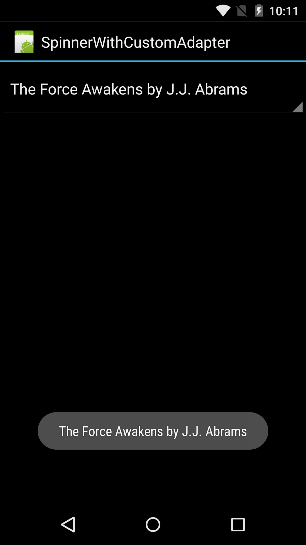 10:11
SpinnerWithCustomAdapter
The Force Awakens by J.J. Abrams
The Force Awakens by J.J. Abrams